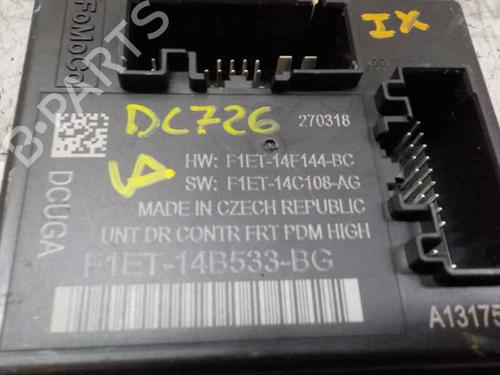 FoMoCo
IX
DC726 270318
HW: F1ET-14F144-BC
SW: F1ET-14C108-AG
DCUGA
MADE IN CZECH REPUBLIC
UNT DR CONTR FRT PDM HIGH
F1ET-14B533-BG
A13175
B-PARTS